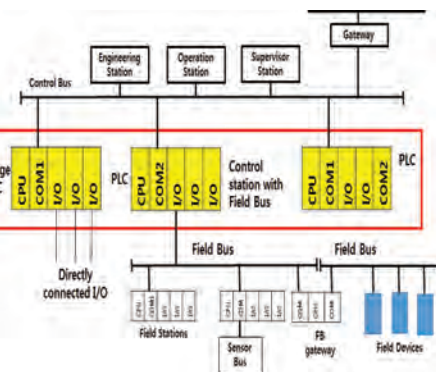 Gateway
Engineering
Station
Operation
Station
Supervisor
Station
Control Bus
CPU
COM1
I/O
I/O
I/O
PLC
CPU
COM2
I/O
I/O
I/O
Control
station with
Field Bus
CPU
COM1
I/O
I/O
COM2
PLC
Directly
connected I/O
Field Bus
Field Bus
Field Stations
Sensor
Bus
FB
gateway
Field Devices